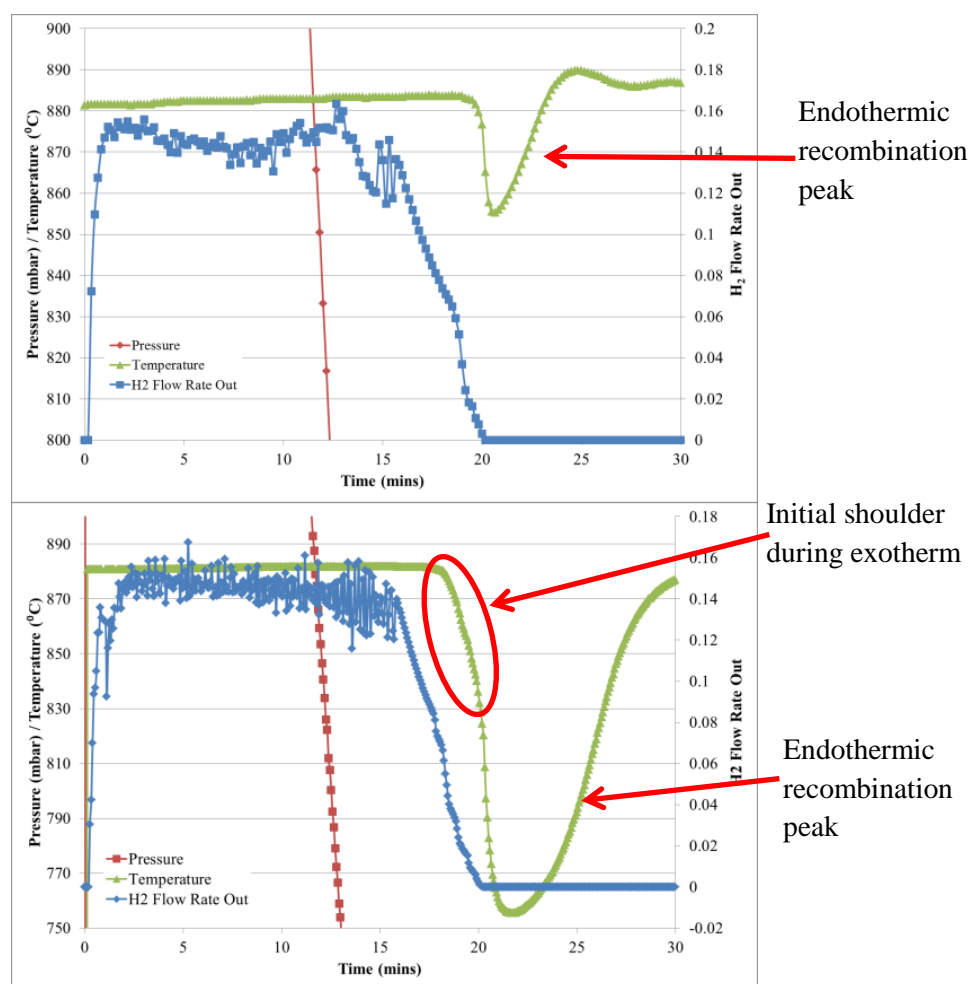 900
890
880
870
860
850
840
830
820
810
800
0.2
0.18
0.16
0.14
0.12
0.1
0.08
0.06
0.04
0.02
0
Pressure (mbar) / Temperature (⁰C)
H₂ Flow Rate Out
Pressure
Temperature
H2 Flow Rate Out
0 5 10 15 20 25 30
Time (mins)
Endothermic
recombination
peak
890
870
850
830
810
790
770
750
0.18
0.16
0.14
0.12
0.1
0.08
0.06
0.04
0.02
0
-0.02
Pressure (mbar) / Temperature (⁰C)
H2 Flow Rate Out
Pressure
Temperature
H2 Flow Rate Out
0 5 10 15 20 25 30
Time (mins)
Initial shoulder
during exotherm
Endothermic
recombination
peak